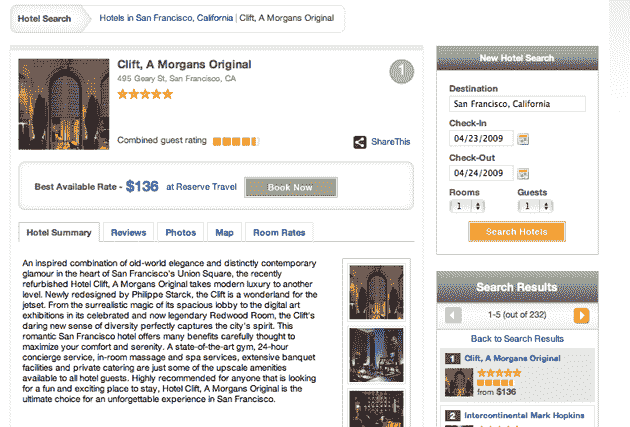 Hotel Search
Hotels in San Francisco, California | Clift, A Morgans Original
Clift, A Morgans Original
495 Geary St, San Francisco, CA
1
Combined guest rating
ShareThis
Best Available Rate - $136 at Reserve Travel Book Now
Hotel Summary Reviews Photos Map Room Rates
An inspired combination of old-world elegance and distinctly contemporary
glamour in the heart of San Francisco's Union Square, the recently
refurbished Hotel Clift, A Morgans Original takes modern luxury to another
level. Newly redesigned by Philippe Starck, the Clift is a wonderland for the
jetset. From the surrealistic magic of its spacious lobby to the digital art
exhibitions in its celebrated and now legendary Redwood Room, the Clift's
daring new sense of diversity perfectly captures the city's spirit. This
romantic San Francisco hotel offers many benefits carefully thought to
maximize your comfort and serenity. A state-of-the-art gym, 24-hour
concierge service, in-room massage and spa services, extensive banquet
facilities and private catering are just some of the upscale amenities
available to all hotel guests. Highly recommended for anyone that is looking
for a fun and exciting place to stay, Hotel Clift, A Morgans Original is the
ultimate choice for an unforgettable experience in San Francisco.
New Hotel Search
Destination
San Francisco, California
Check-In
04/23/2009
Check-Out
04/24/2009
Rooms Guests
1 1
Search Hotels
Search Results
1-5 (out of 232)
Back to Search Results
1 Clift, A Morgans Original
from $136
2 Intercontinental Mark Hopkins